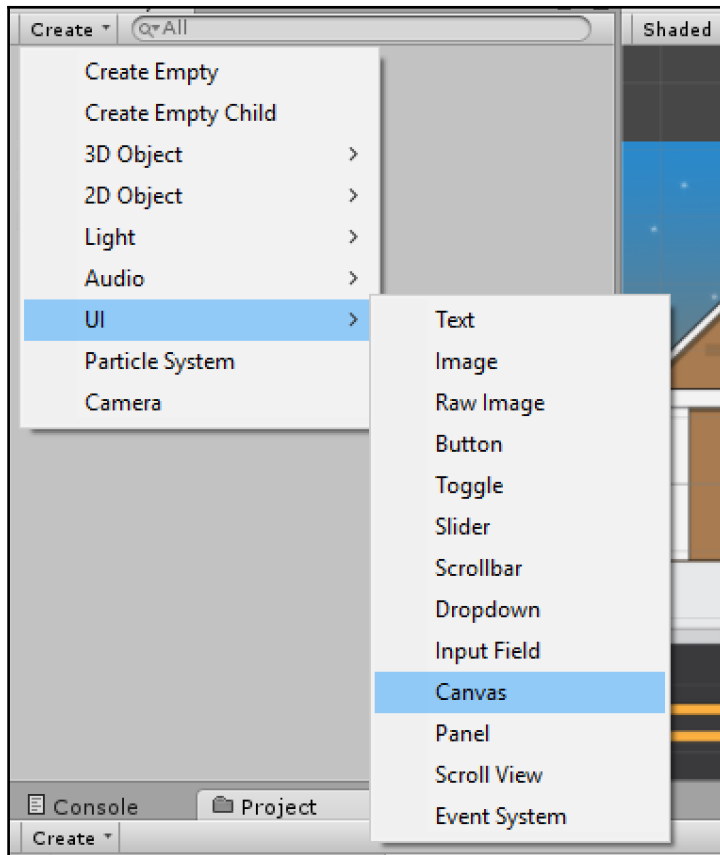 Create All Shaded
Create Empty
Create Empty Child
3D Object
2D Object
Light
Audio
UI
Particle System
Camera
Text
Image
Raw Image
Button
Toggle
Slider
Scrollbar
Dropdown
Input Field
Canvas
Panel
Scroll View
Event System
Console Project
Create